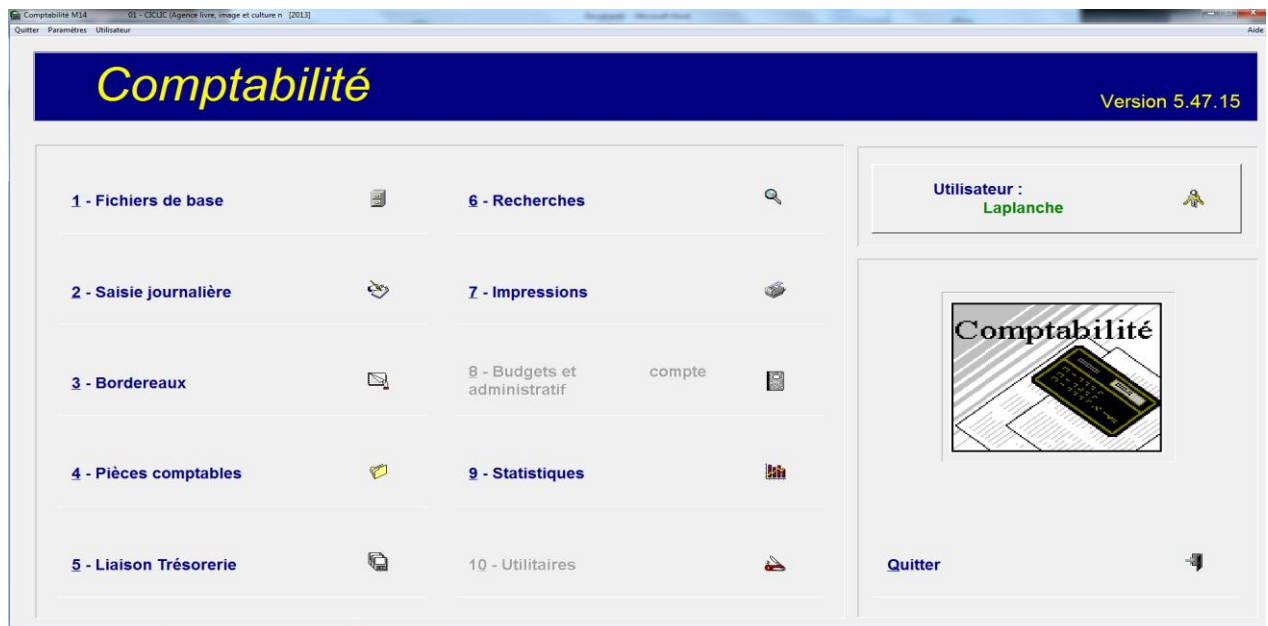 Comptabilité M14 01 - CICLIC (Agence livre, image et culture n [2013]
Quitter Paramètres Utilisateur Aide
Comptabilité
Version 5.47.15
1 - Fichiers de base
2 - Saisie journalière
3 - Bordereaux
4 - Pièces comptables
5 - Liaison Trésorerie
6 - Recherches
7 - Impressions
8 - Budgets et compte
administratif
9 - Statistiques
10 - Utilitaires
Utilisateur :
Laplanche
Comptabilité
Quitter